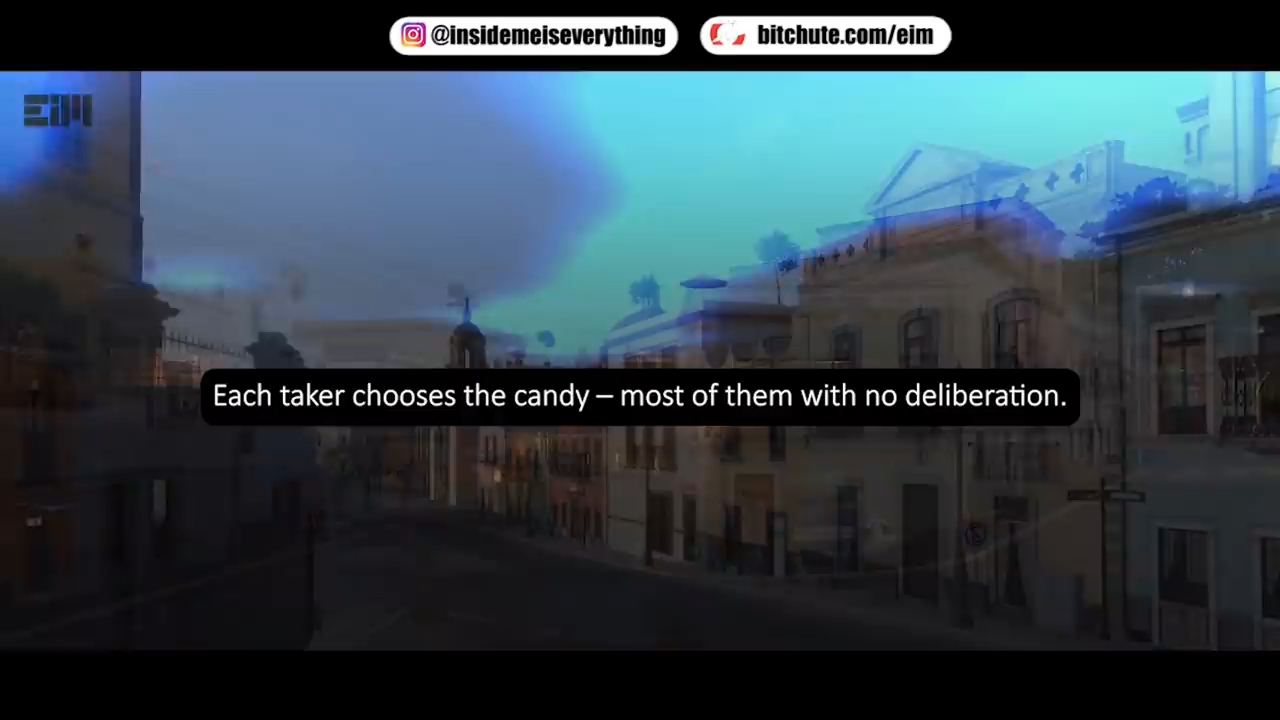 @insidemeiseverything
bitchute.com/eim
EiM
Each taker chooses the candy – most of them with no deliberation.